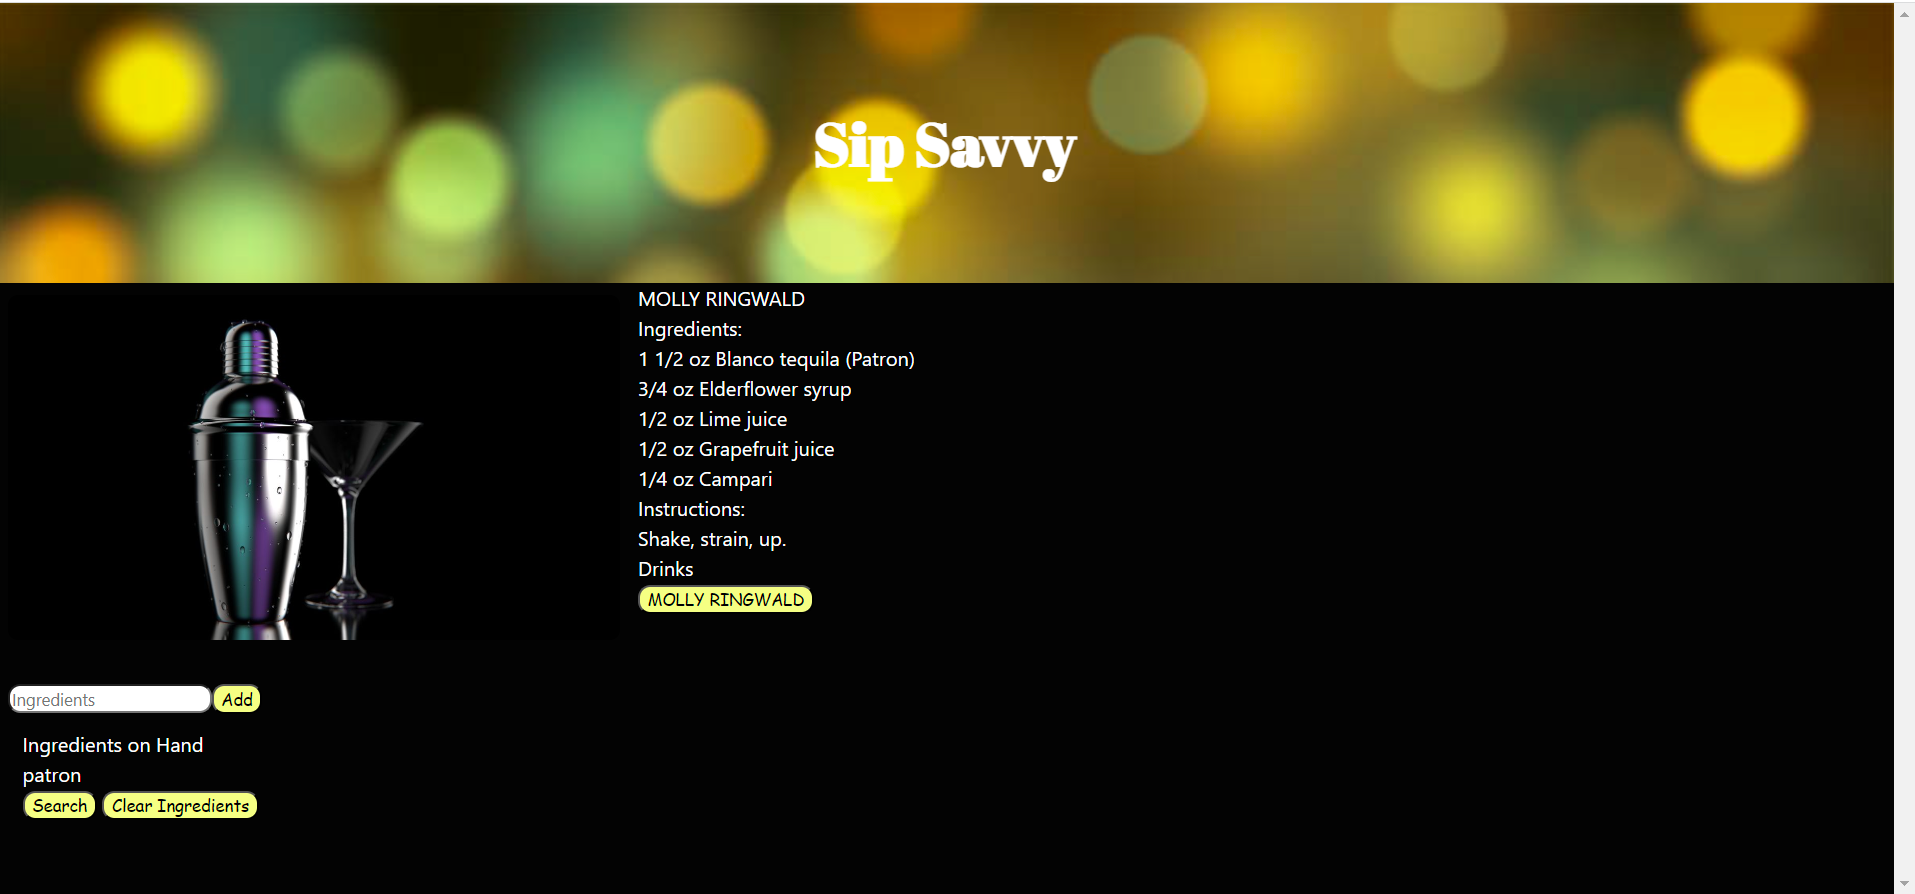 Sip Savvy
MOLLY RINGWALD
Ingredients:
1 1/2 oz Blanco tequila (Patron)
3/4 oz Elderflower syrup
1/2 oz Lime juice
1/2 oz Grapefruit juice
1/4 oz Campari
Instructions:
Shake, strain, up.
Drinks
MOLLY RINGWALD
Ingredients Add
Ingredients on Hand
patron
Search Clear Ingredients